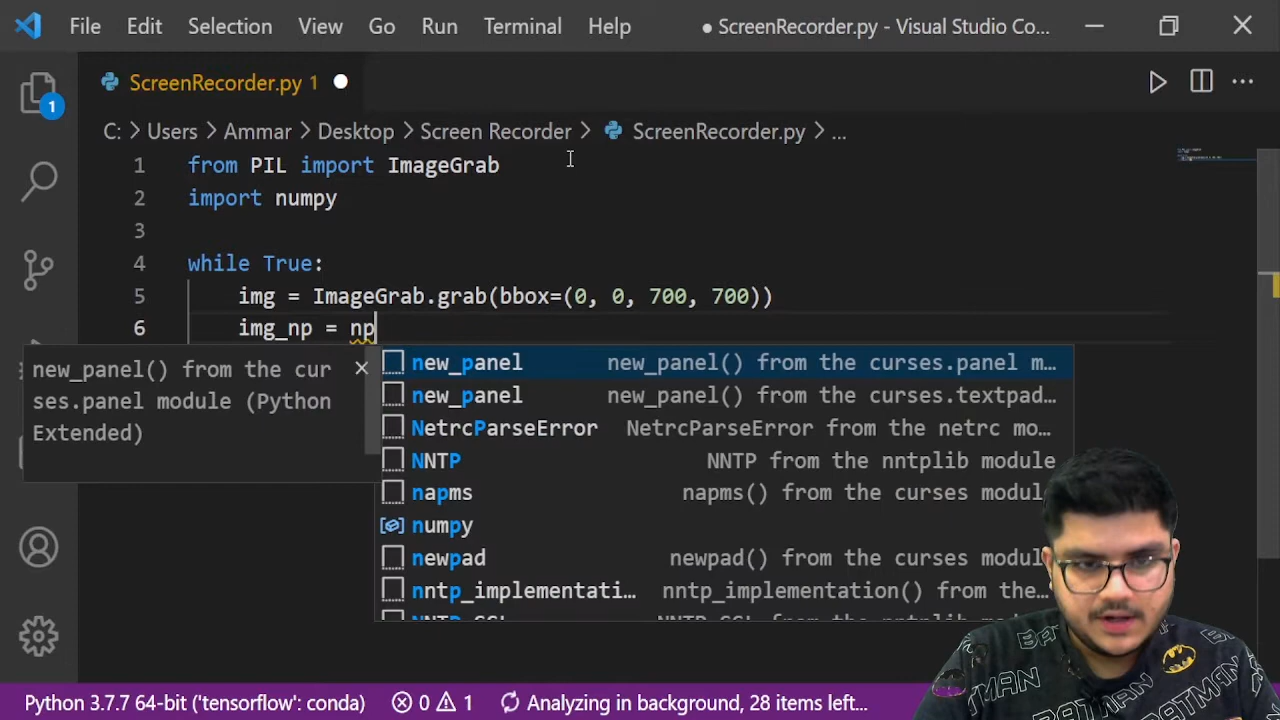 File Edit Selection View Go Run Terminal Help ● ScreenRecorder.py - Visual Studio Co...
ScreenRecorder.py 1
1
C: > Users > Ammar > Desktop > Screen Recorder > ScreenRecorder.py > ...
1 from PIL import ImageGrab
2 import numpy
3
4 while True:
5 img = ImageGrab.grab(bbox=(0, 0, 700, 700))
6 img_np = np
new_panel() from the cur
ses.panel module (Python
Extended)
new_panel new_panel() from the curses.panel m...
new_panel new_panel() from the curses.textpad...
NetrcParseError NetrcParseError from the netrc mo...
NNTP NNTP from the nntplib module
napms napms() from the curses modul
numpy
newpad newpad() from the curses modul
nntp_implementati... nntp_implementation() from the...
BATMAN
Python 3.7.7 64-bit ('tensorflow': conda) 0 1 Analyzing in background, 28 items left...